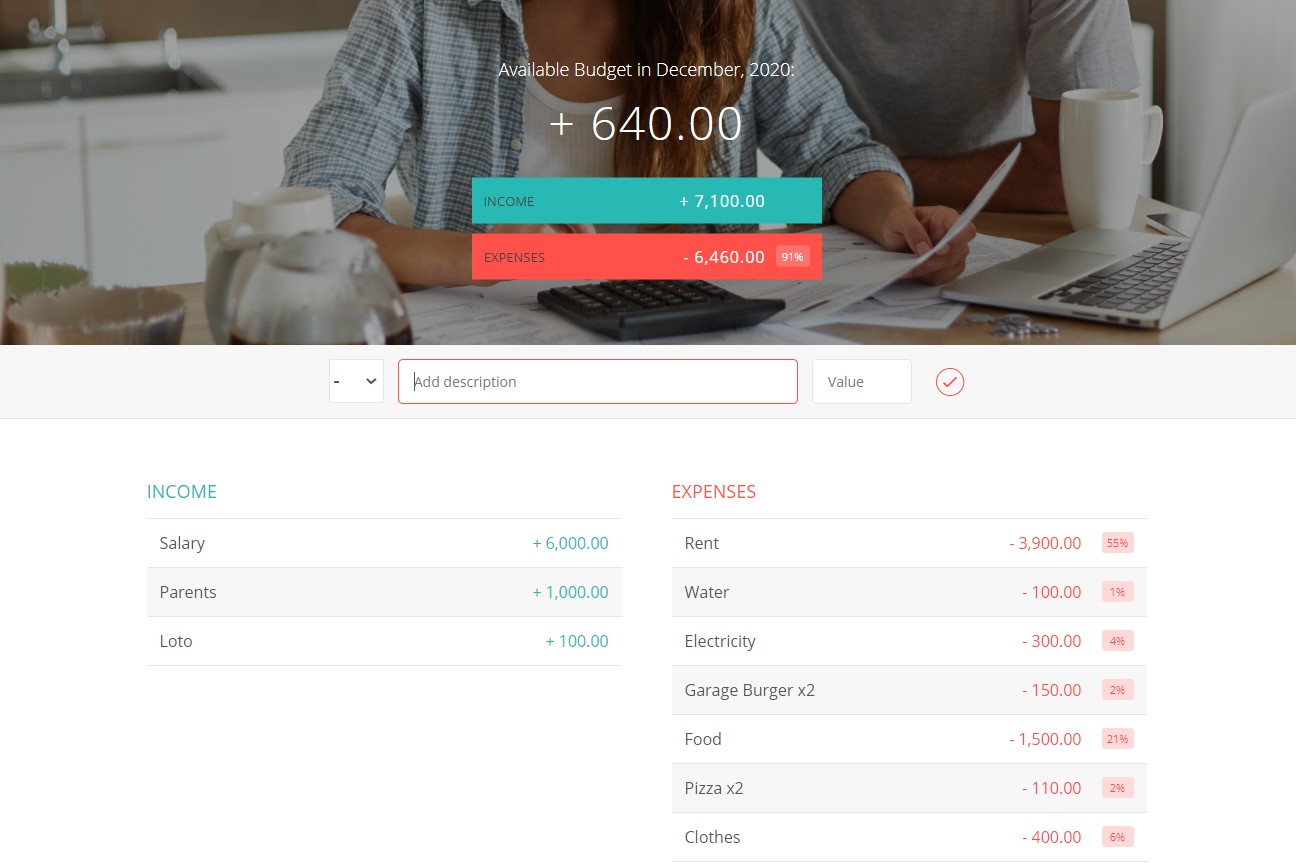 Available Budget in December, 2020:
+ 640.00
INCOME + 7,100.00
EXPENSES - 6,460.00 91%
- Add description Value
INCOME
Salary + 6,000.00
Parents + 1,000.00
Loto + 100.00
EXPENSES
Rent - 3,900.00 55%
Water - 100.00 1%
Electricity - 300.00 4%
Garage Burger x2 - 150.00 2%
Food - 1,500.00 21%
Pizza x2 - 110.00 2%
Clothes - 400.00 6%